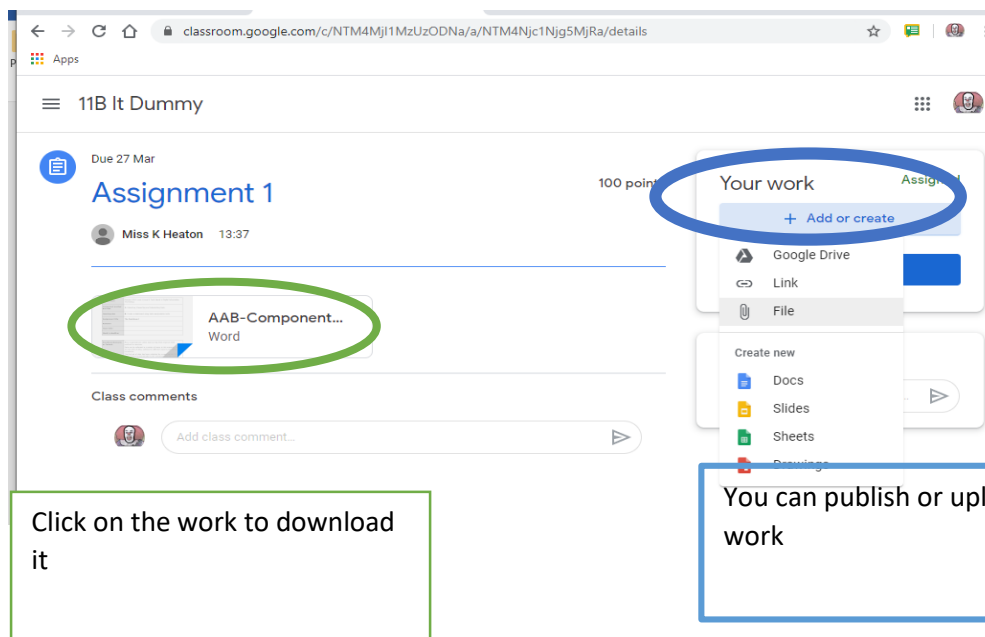 classroom.google.com/c/NTM4MjI1MzUzODNa/a/NTM4Njc1Njg5MjRa/details
Apps
11B It Dummy
Due 27 Mar
Assignment 1
100 point
Miss K Heaton 13:37
AAB-Component...
Word
Class comments
Add class comment...
Your work
+ Add or create
Google Drive
Link
File
Create new
Docs
Slides
Sheets
Drawings
Click on the work to download
it
You can publish or upl
work